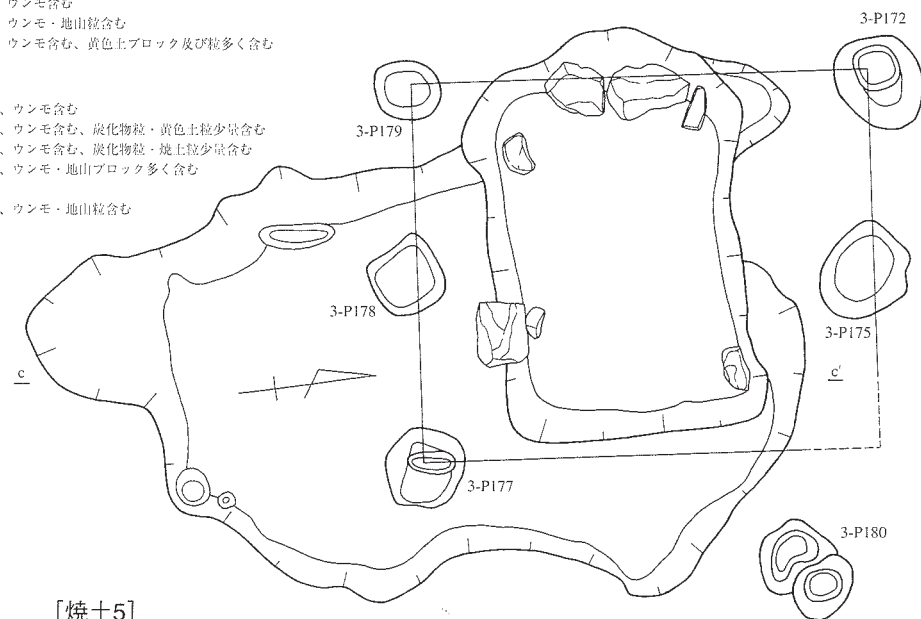 ウンモ含む
ウンモ・地山粒含む
ウンモ含む、黄色土ブロック及び粒多く含む
、ウンモ含む
、ウンモ含む、炭化物粒・黄色土粒少量含む
、ウンモ含む、炭化物粒・焼土粒少量含む
、ウンモ・地山ブロック多く含む
、ウンモ・地山粒含む
3-P172
3-P179
3-P178
3-P175
c
c'
3-P177
3-P180
[焼土5]